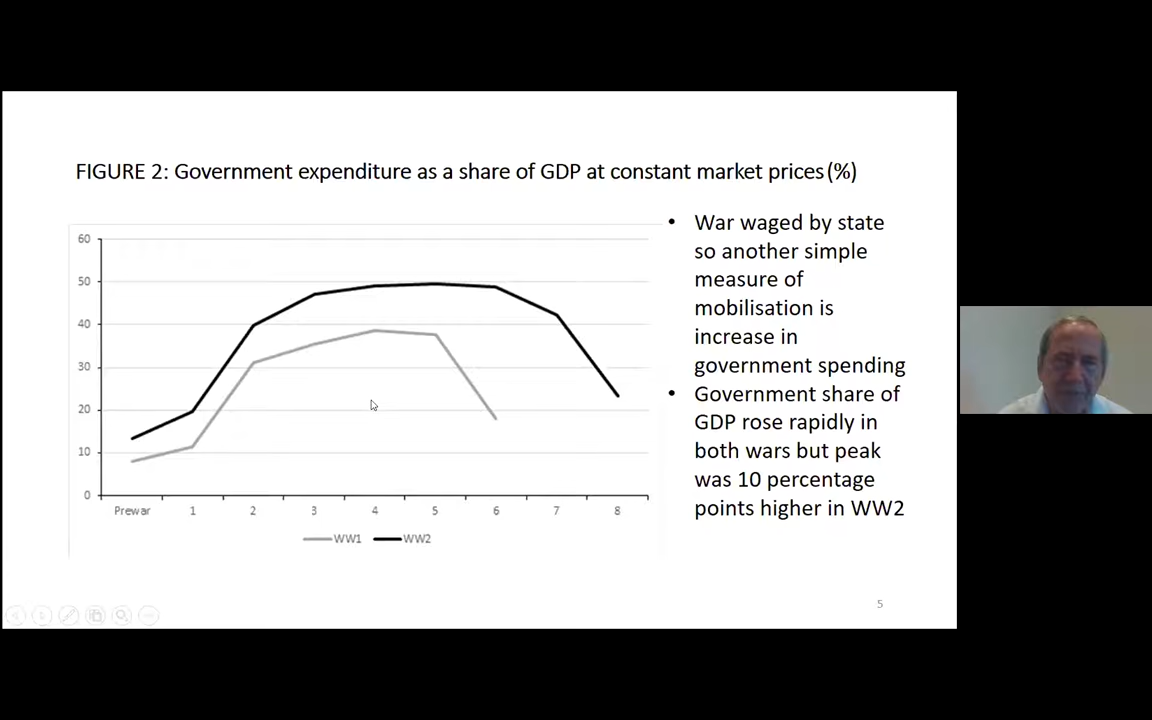 FIGURE 2: Government expenditure as a share of GDP at constant market prices (%)
60
50
40
30
20
10
0
Prewar 1 2 3 4 5 6 7 8
WW1 WW2
• War waged by state
so another simple
measure of
mobilisation is
increase in
government spending
• Government share of
GDP rose rapidly in
both wars but peak
was 10 percentage
points higher in WW2
5